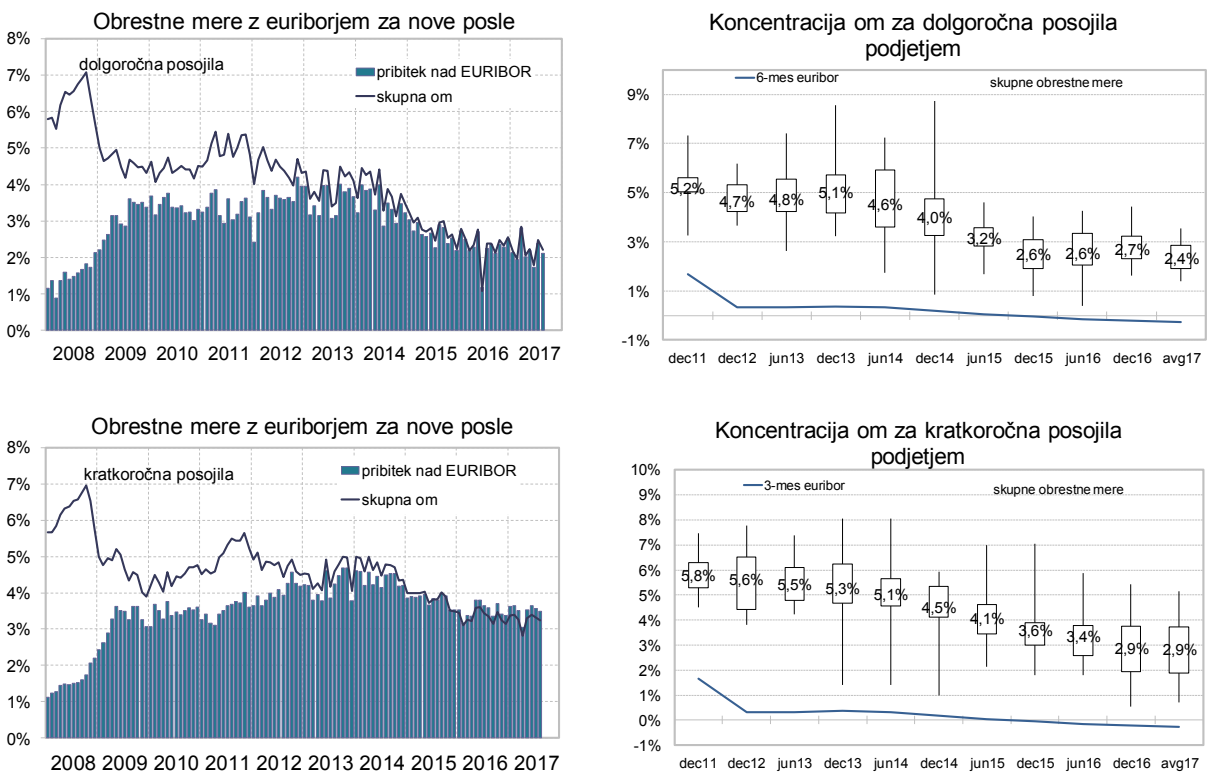 Obrestne mere z euriborjem za nove posle
8%
7%
6%
5%
4%
3%
2%
1%
0%
dolgoročna posojila
pribitek nad EURIBOR
skupna om
2008 2009 2010 2011 2012 2013 2014 2015 2016 2017
Koncentracija om za dolgoročna posojila
podjetjem
6-mes euribor
skupne obrestne mere
9%
7%
5%
3%
1%
-1%
5,2%
4,7%
4,8%
5,1%
4,6%
4,0%
3,2%
2,6%
2,6%
2,7%
2,4%
dec11 dec12 jun13 dec13 jun14 dec14 jun15 dec15 jun16 dec16 avg17
Obrestne mere z euriborjem za nove posle
8%
7%
6%
5%
4%
3%
2%
1%
0%
kratkoročna posojila
pribitek nad EURIBOR
skupna om
2008 2009 2010 2011 2012 2013 2014 2015 2016 2017
Koncentracija om za kratkoročna posojila
podjetjem
3-mes euribor
skupne obrestne mere
10%
9%
8%
7%
6%
5%
4%
3%
2%
1%
0%
-1%
5,8%
5,6%
5,5%
5,3%
5,1%
4,5%
4,1%
3,6%
3,4%
2,9%
2,9%
dec11 dec12 jun13 dec13 jun14 dec14 jun15 dec15 jun16 dec16 avg17